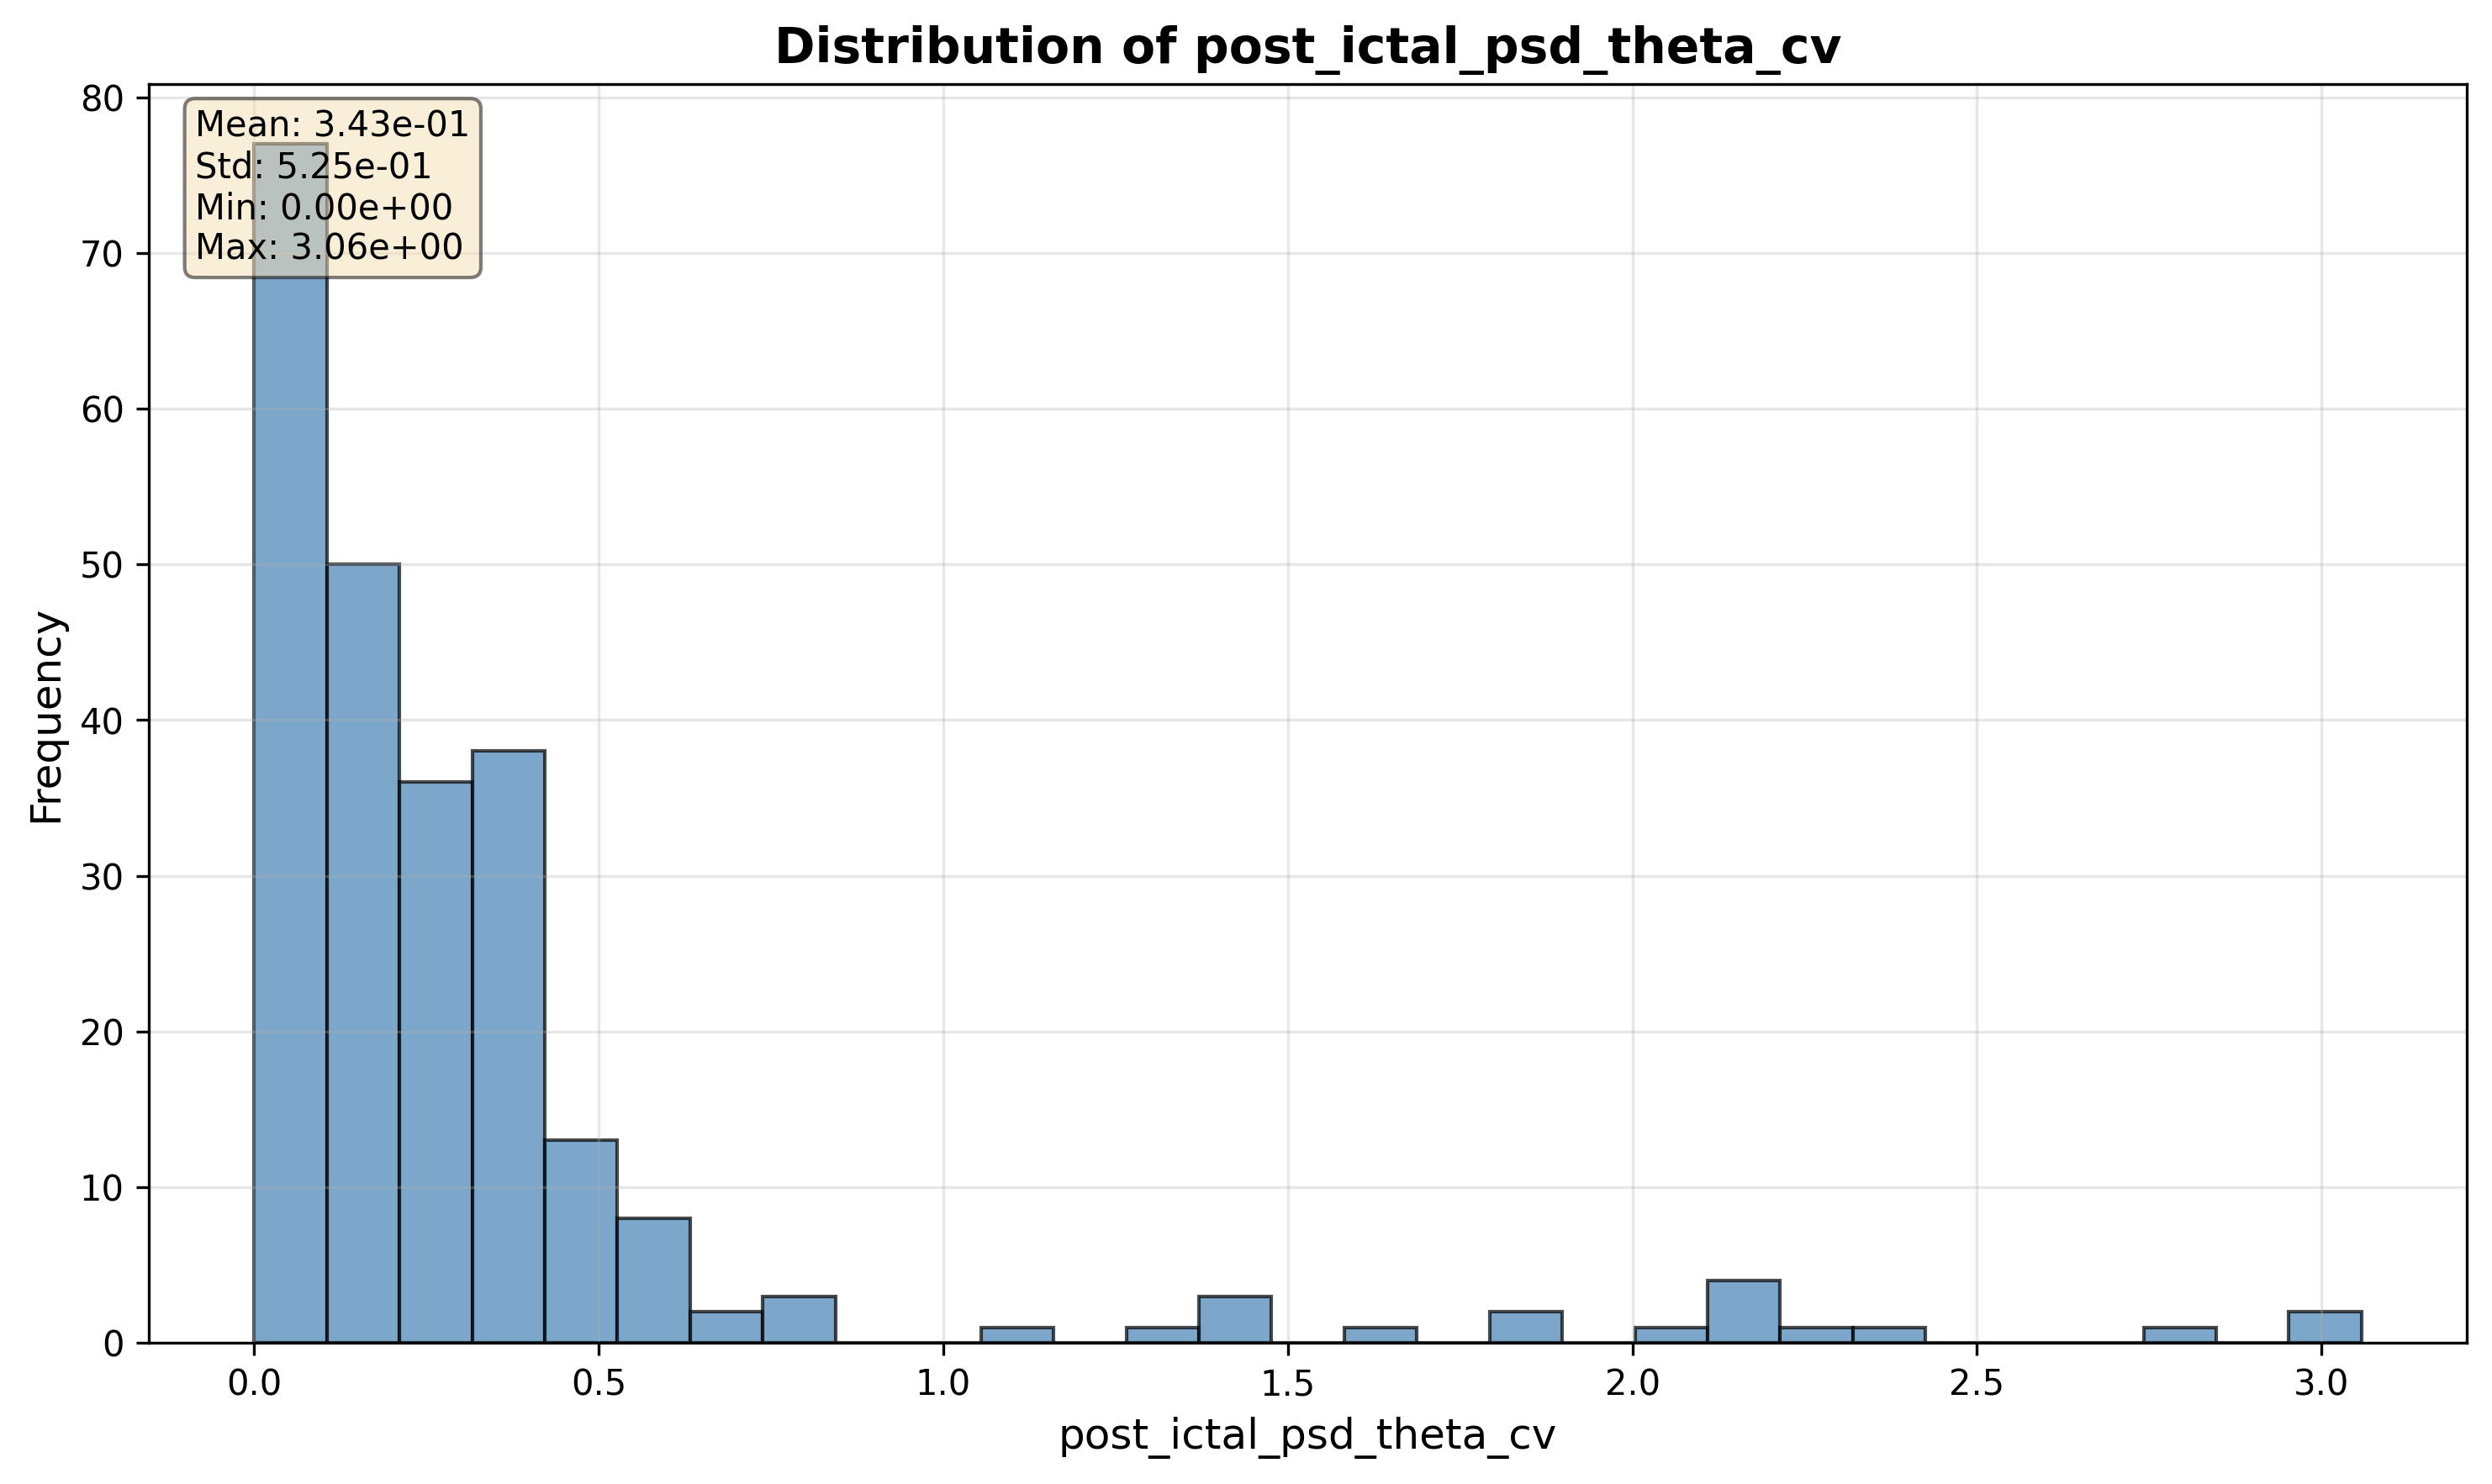 Distribution of post_ictal_psd_theta_cv
Mean: 3.43e-01
Std: 5.25e-01
Min: 0.00e+00
Max: 3.06e+00
Frequency
80
70
60
50
40
30
20
10
0
0.0 0.5 1.0 1.5 2.0 2.5 3.0
post_ictal_psd_theta_cv